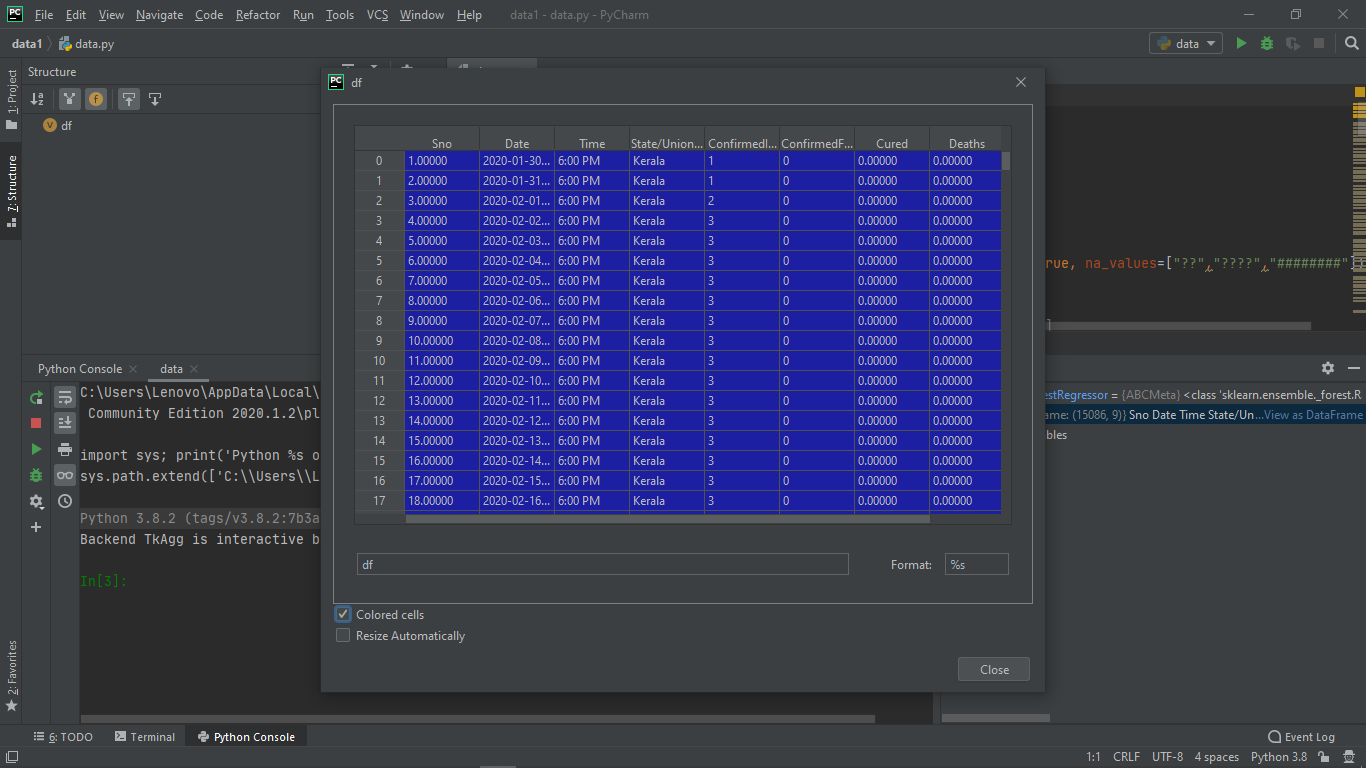 PC File Edit View Navigate Code Refactor Run Tools VCS Window Help data1 - data.py - PyCharm
data1 data.py data
1: Project
Structure
7: Structure
2: Favorites
V df
PC df
Sno Date Time State/Union... ConfirmedI... ConfirmedF... Cured Deaths
0 1.00000 2020-01-30... 6:00 PM Kerala 1 0 0.00000 0.00000
1 2.00000 2020-01-31... 6:00 PM Kerala 1 0 0.00000 0.00000
2 3.00000 2020-02-01... 6:00 PM Kerala 2 0 0.00000 0.00000
3 4.00000 2020-02-02... 6:00 PM Kerala 3 0 0.00000 0.00000
4 5.00000 2020-02-03... 6:00 PM Kerala 3 0 0.00000 0.00000
5 6.00000 2020-02-04... 6:00 PM Kerala 3 0 0.00000 0.00000
6 7.00000 2020-02-05... 6:00 PM Kerala 3 0 0.00000 0.00000
7 8.00000 2020-02-06... 6:00 PM Kerala 3 0 0.00000 0.00000
8 9.00000 2020-02-07... 6:00 PM Kerala 3 0 0.00000 0.00000
9 10.00000 2020-02-08... 6:00 PM Kerala 3 0 0.00000 0.00000
10 11.00000 2020-02-09... 6:00 PM Kerala 3 0 0.00000 0.00000
11 12.00000 2020-02-10... 6:00 PM Kerala 3 0 0.00000 0.00000
12 13.00000 2020-02-11... 6:00 PM Kerala 3 0 0.00000 0.00000
13 14.00000 2020-02-12... 6:00 PM Kerala 3 0 0.00000 0.00000
14 15.00000 2020-02-13... 6:00 PM Kerala 3 0 0.00000 0.00000
15 16.00000 2020-02-14... 6:00 PM Kerala 3 0 0.00000 0.00000
16 17.00000 2020-02-15... 6:00 PM Kerala 3 0 0.00000 0.00000
17 18.00000 2020-02-16... 6:00 PM Kerala 3 0 0.00000 0.00000
df Format: %s
Colored cells
Resize Automatically
Close
rue, na_values=["??","????","########"])
Python Console data
C:\Users\Lenovo\AppData\Local\
Community Edition 2020.1.2\pl
import sys; print('Python %s o
sys.path.extend(['C:\\Users\\L
Python 3.8.2 (tags/v3.8.2:7b3a
Backend TkAgg is interactive b
In[3]:
estRegressor = {ABCMeta} <class 'sklearn.ensemble._forest.R
ame: (15086, 9)} Sno Date Time State/Un ...View as DataFrame
bles
6: TODO Terminal Python Console Event Log
1:1 CRLF UTF-8 4 spaces Python 3.8